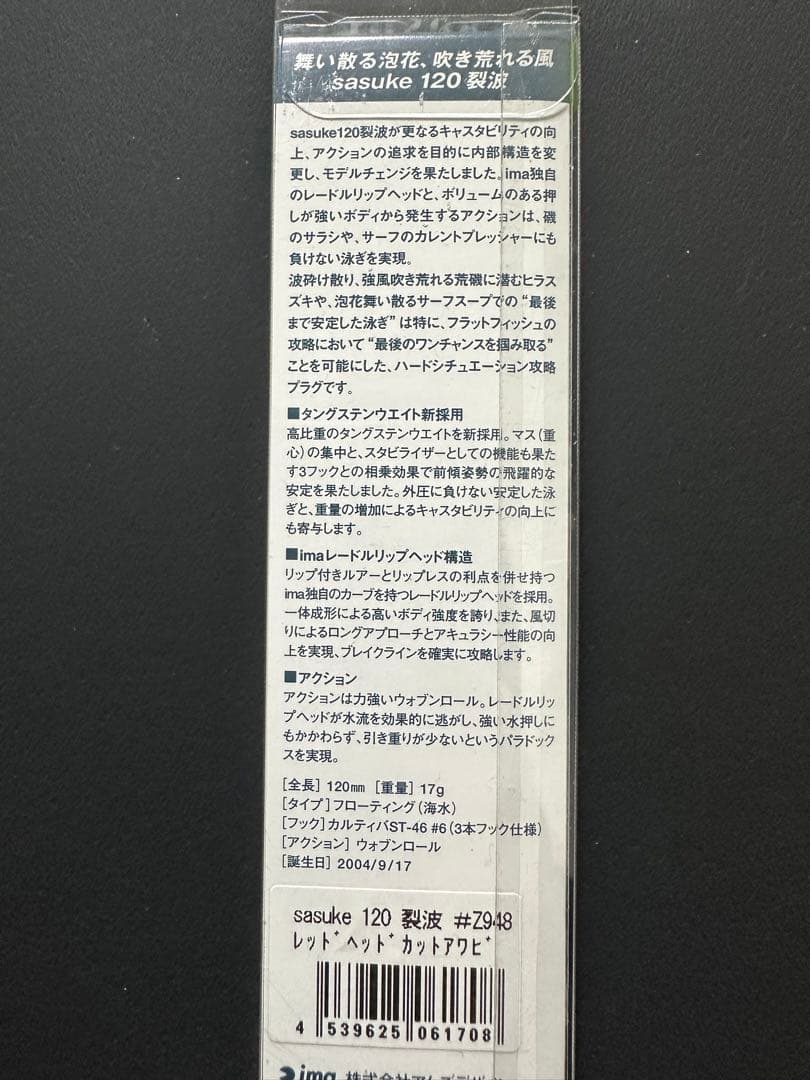 舞い散る泡花、吹き荒れる風
sasuke 120 裂波
sasuke120裂波が更なるキャスタビリティの向
上、アクションの追求を目的に内部構造を変
更し、モデルチェンジを果たしました。ima独自
のレードルリップヘッドと、ボリュームのある押
しが強いボディから発生するアクションは、磯
のサラシや、サーフのカレントプレッシャーにも
負けない泳ぎを実現。
波砕け散り、強風吹き荒れる荒磯に潜むヒラス
ズキや、泡花舞い散るサーフスープでの“最後
まで安定した泳ぎ”は特に、フラットフィッシュの
攻略において“最後のワンチャンスを掴み取る”
ことを可能にした、ハードシチュエーション攻略
プラグです。
■タングステンウエイト新採用
高比重のタングステンウエイトを新採用。マス(重
心)の集中と、スタビライザーとしての機能も果た
す3フックとの相乗効果で前傾姿勢の飛躍的な
安定を果たしました。外圧に負けない安定した泳
ぎと、重量の増加によるキャスタビリティの向上に
も寄与します。
■imaレードルリップヘッド構造
リップ付きルアーとリップレスの利点を併せ持つ
ima独自のカーブを持つレードルリップヘッドを採用。
一体成形による高いボディ強度を誇り、また、風切
りによるロングアプローチとアキュラシー性能の向
上を実現、ブレイクラインを確実に攻略します。
■アクション
アクションは力強いウォブンロール。レードルリッ
プヘッドが水流を効果的に逃がし、強い水押しに
もかかわらず、引き重りが少ないというパラドック
スを実現。
[全長] 120mm [重量] 17g
[タイプ]フローティング(海水)
[フック]カルティバST-46 #6(3本フック仕様)
[アクション] ウォブンロール
[誕生日] 2004/9/17
sasuke 120 裂波 #Z948
ﾚｯﾄﾞﾍｯﾄﾞｶｯﾄｱﾜﾋﾞ
4 539625 061708
ima 株式会社アムズデザイン